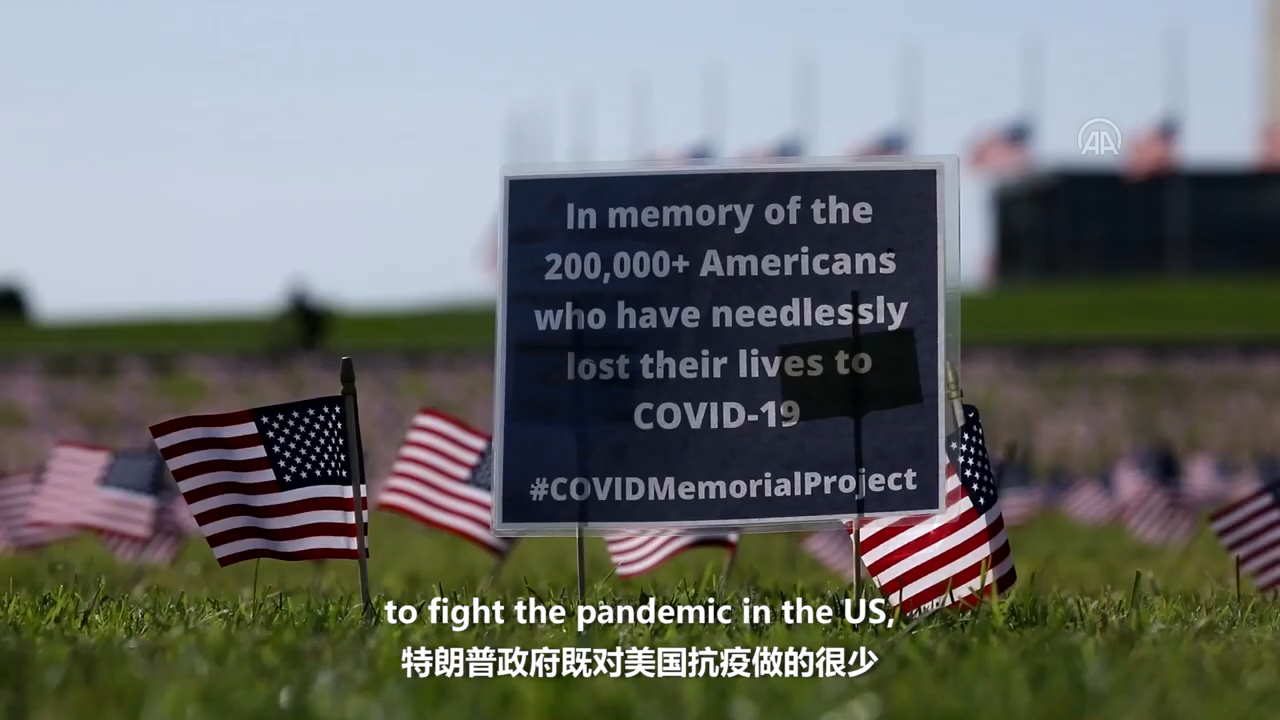 AA
In memory of the
200,000+ Americans
who have needlessly
lost their lives to
COVID-19
#COVIDMemorialProject
to fight the pandemic in the US,
特朗普政府既对美国抗疫做的很少